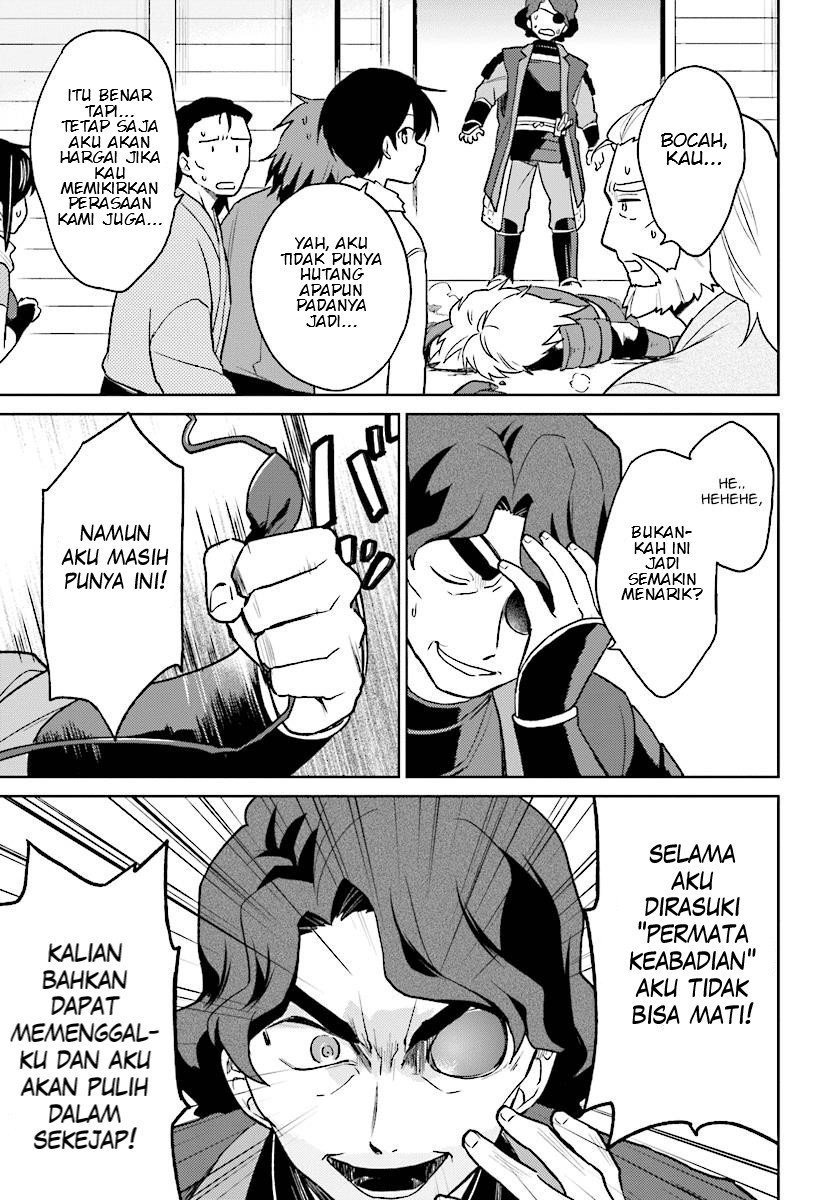 BOCAH,
KAU...
YAH, AKU
TIDAK PUNYA
HUTANG
APAPUN
PADANYA
JADI...
ITU BENAR
TAPI...
TETAP SAJA
AKU AKAN
HARGAI JIKA
KAU
MEMIKIRKAN
PERASAAN
KAMI JUGA...
HE..
HEHEHE,
BUKAN-
KAH INI
JADI
SEMAKIN
MENARIK?
NAMUN
AKU MASIH
PUNYA INI!
SELAMA
AKU
DIRASUKI
"PERMATA
KEABADIAN"
AKU TIDAK
BISA MATI!
KALIAN
BAHKAN
DAPAT
MEMENGGAL-
KU DAN AKU
AKAN PULIH
DALAM
SEKEJAP!